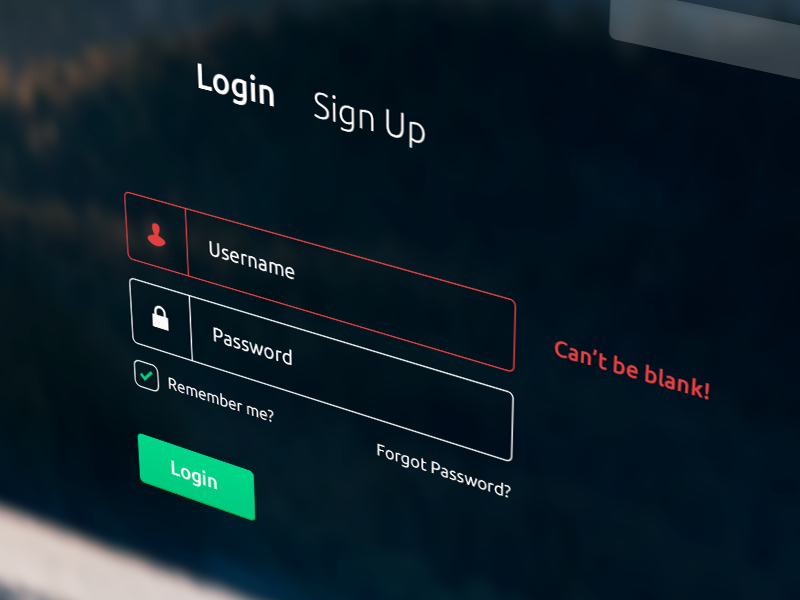 Login
Sign Up
Username
Can't be blank!
Password
Remember me?
Forgot Password?
Login